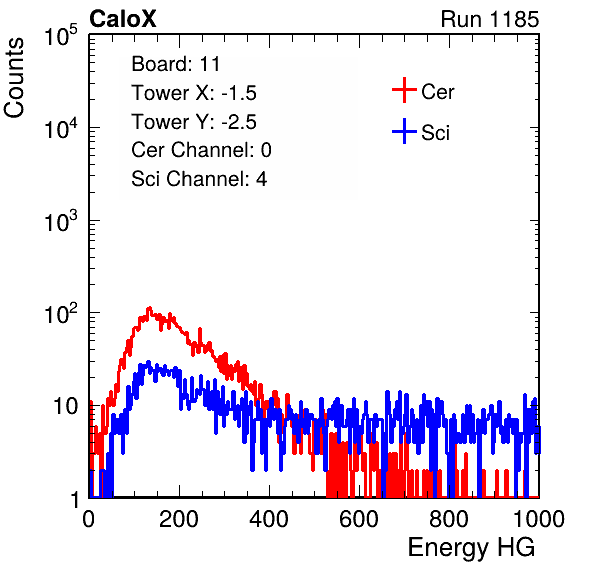 CaloX Run 1185
Counts
10^5
10^4
10^3
10^2
10
1
Board: 11
Tower X: -1.5
Tower Y: -2.5
Cer Channel: 0
Sci Channel: 4
Cer
Sci
0 200 400 600 800 1000
Energy HG